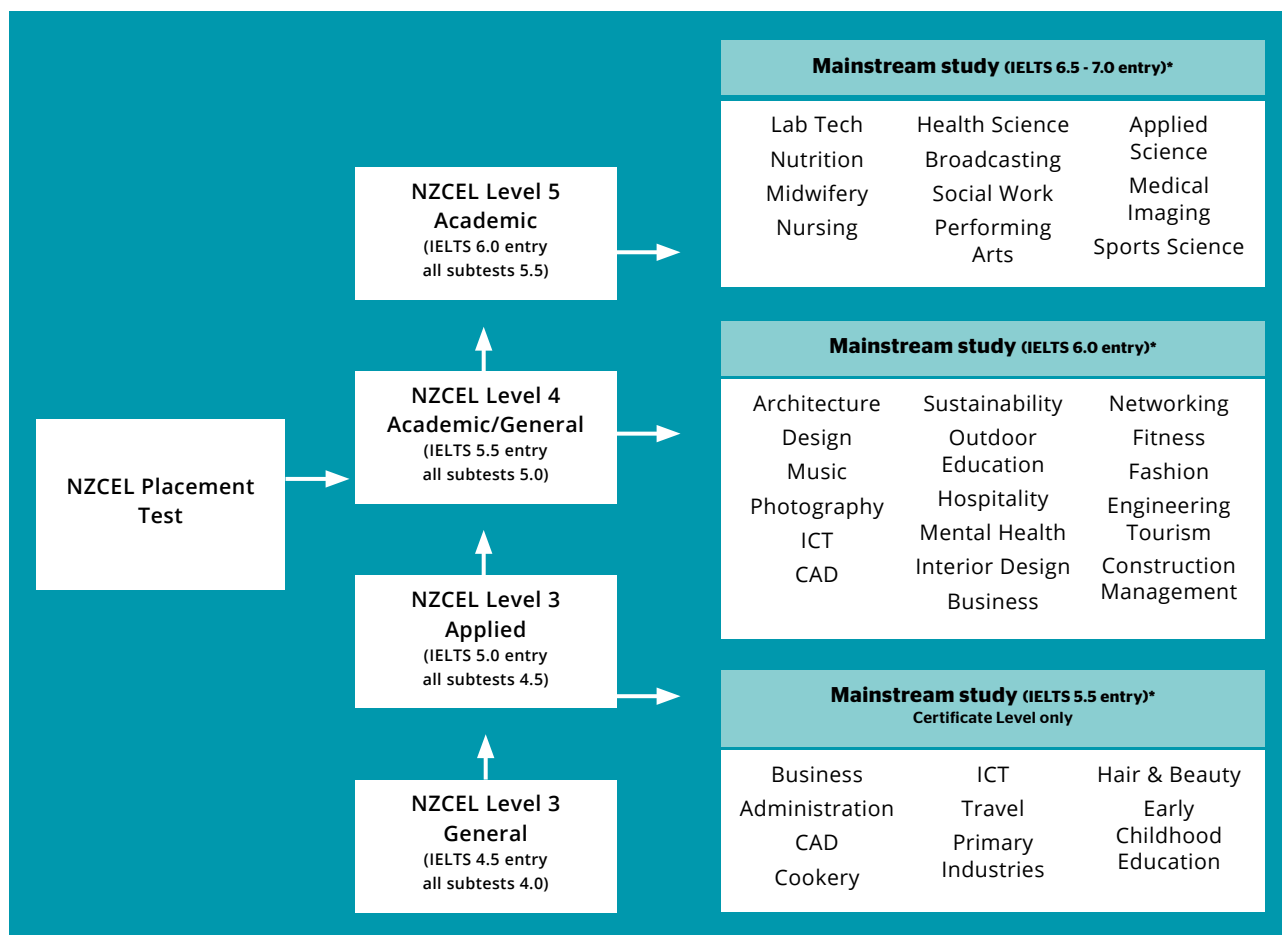 NZCEL Placement
Test
NZCEL Level 5
Academic
(IELTS 6.0 entry
all subtests 5.5)
NZCEL Level 4
Academic/General
(IELTS 5.5 entry
all subtests 5.0)
NZCEL Level 3
Applied
(IELTS 5.0 entry
all subtests 4.5)
NZCEL Level 3
General
(IELTS 4.5 entry
all subtests 4.0)
Mainstream study (IELTS 6.5 - 7.0 entry)*
Lab Tech
Nutrition
Midwifery
Nursing
Health Science
Broadcasting
Social Work
Performing
Arts
Applied
Science
Medical
Imaging
Sports Science
Mainstream study (IELTS 6.0 entry)*
Architecture
Design
Music
Photography
ICT
CAD
Sustainability
Outdoor
Education
Hospitality
Mental Health
Interior Design
Business
Networking
Fitness
Fashion
Engineering
Tourism
Construction
Management
Mainstream study (IELTS 5.5 entry)*
Certificate Level only
Business
Administration
CAD
Cookery
ICT
Travel
Primary
Industries
Hair & Beauty
Early
Childhood
Education